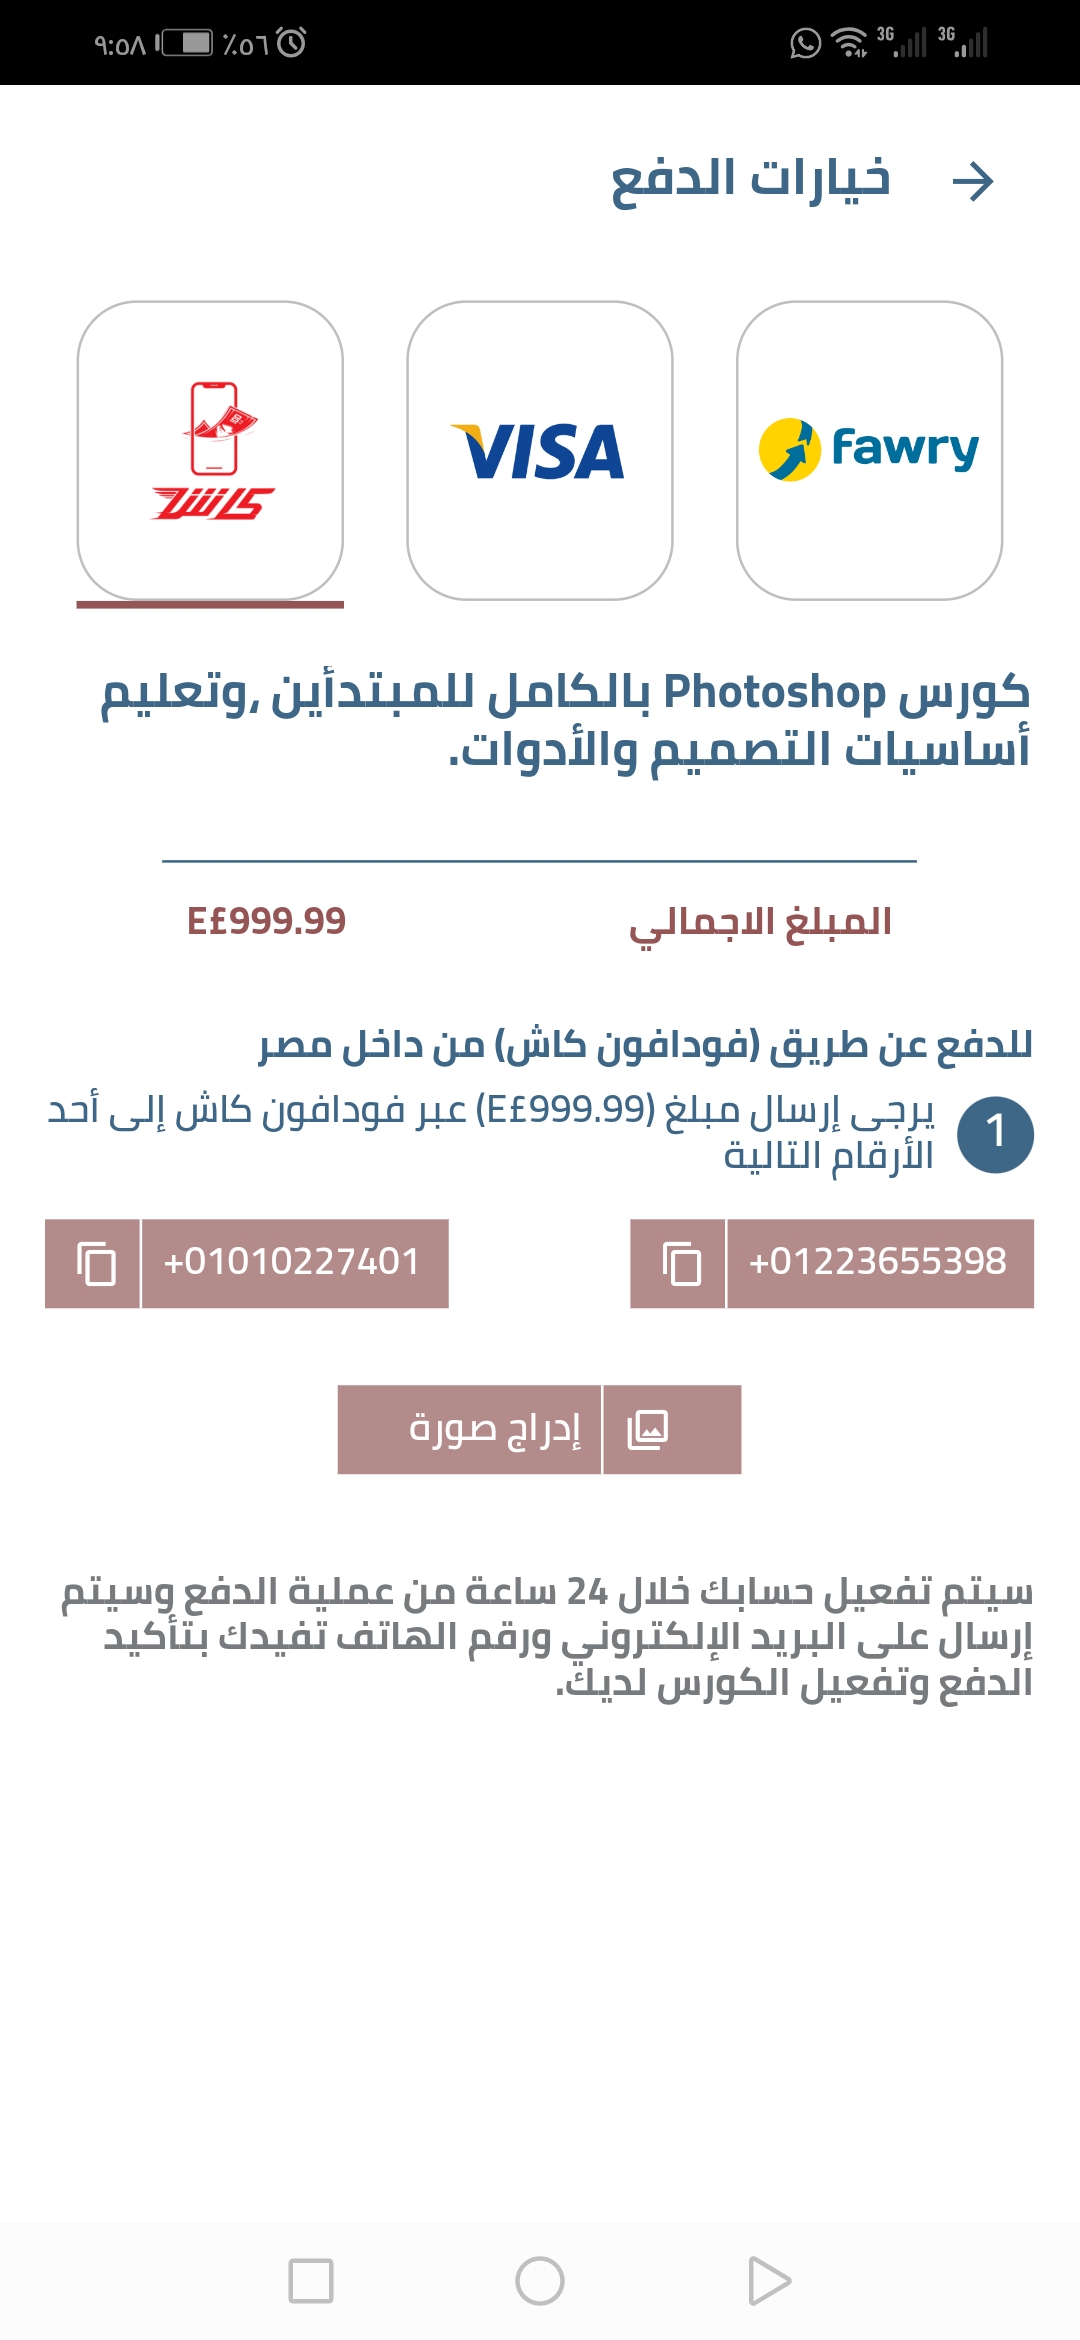 ٩:٥٨ ٪٥٦ 3G 3G
خيارات الدفع
fawry
VISA
كاش
كورس Photoshop بالكامل للمبتدأين ,وتعليم
أساسيات التصميم والأدوات.
المبلغ الاجمالي E£999.99
للدفع عن طريق (فودافون كاش) من داخل مصر
1
يرجى إرسال مبلغ (E£999.99) عبر فودافون كاش إلى أحد
الأرقام التالية
+01223655398
+01010227401
إدراج صورة
سيتم تفعيل حسابك خلال 24 ساعة من عملية الدفع وسيتم
إرسال على البريد الإلكتروني ورقم الهاتف تفيدك بتأكيد
الدفع وتفعيل الكورس لديك.